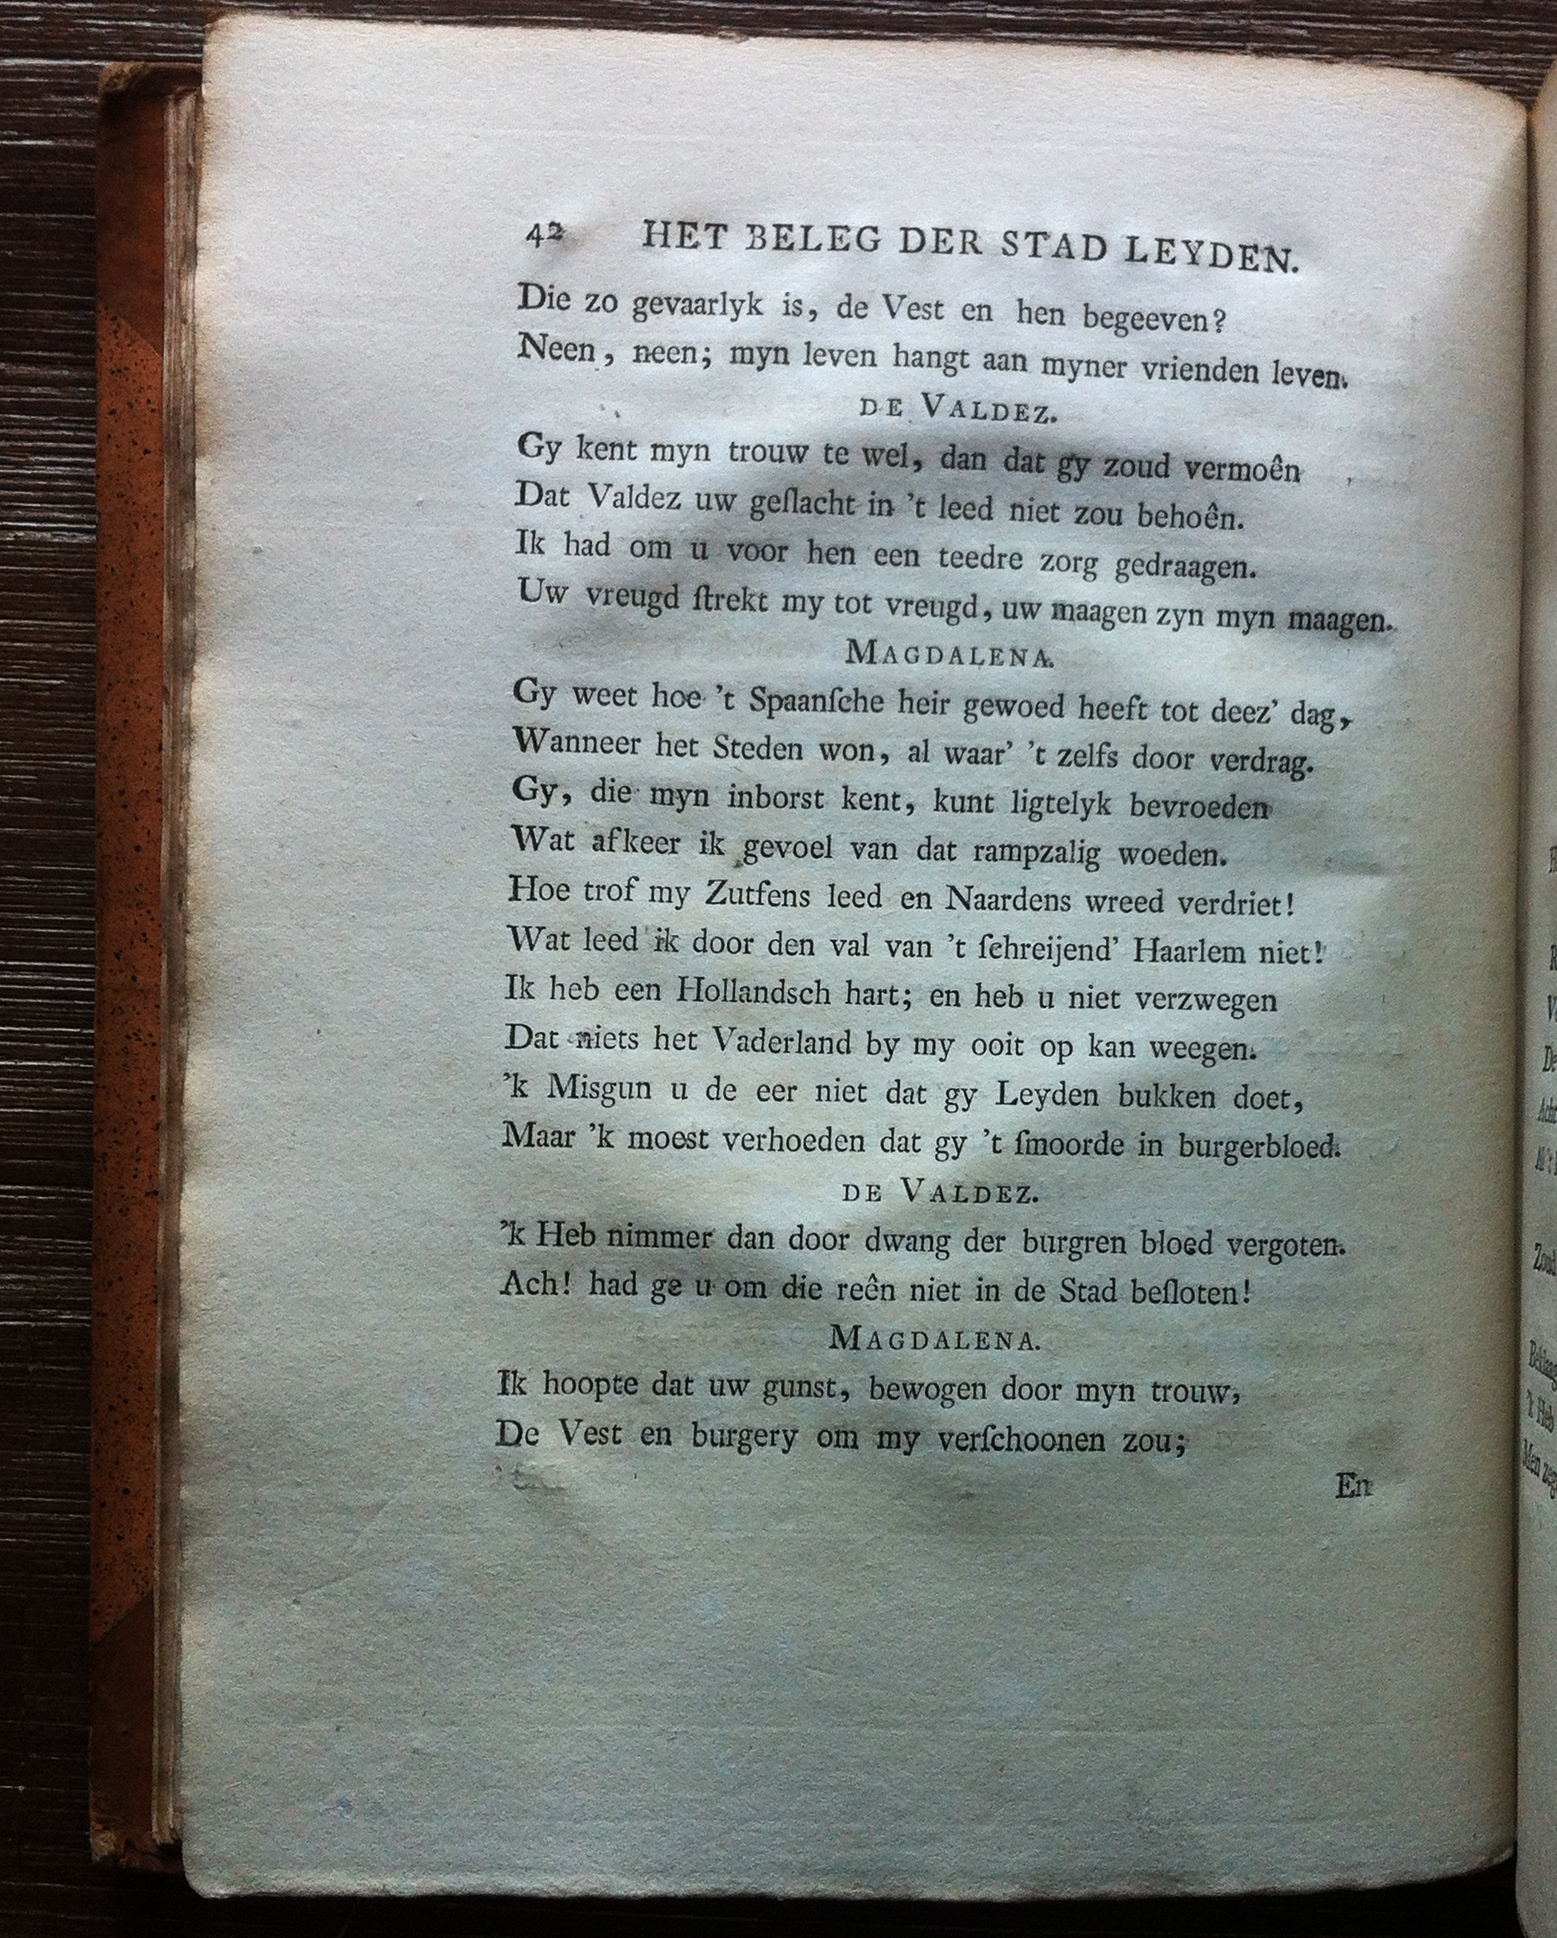 42 HET BELEG DER STAD LEYDEN.
Die zo gevaarlyk is, de Vest en hen begeeven?
Neen, neen; myn leven hangt aan myner vrienden leven.
DE VALDEZ.
Gy kent myn trouw te wel, dan dat gy zoud vermoên
Dat Valdez uw geſlacht in 't leed niet zou behoên.
Ik had om u voor hen een teedre zorg gedraagen.
Uw vreugd ſtrekt my tot vreugd, uw maagen zyn myn maagen.
MAGDALENA.
Gy weet hoe 't Spaanſche heir gewoed heeft tot deez' dag,
Wanneer het Steden won, al waar' 't zelfs door verdrag.
Gy, die myn inborst kent, kunt ligtelyk bevroeden
Wat afkeer ik gevoel van dat rampzalig woeden.
Hoe trof my Zutfens leed en Naardens wreed verdriet!
Wat leed ik door den val van 't ſchreijend' Haarlem niet!
Ik heb een Hollandsch hart; en heb u niet verzwegen
Dat niets het Vaderland by my ooit op kan weegen.
'k Misgun u de eer niet dat gy Leyden bukken doet,
Maar 'k moest verhoeden dat gy 't ſmoorde in burgerbloed.
DE VALDEZ.
'k Heb nimmer dan door dwang der burgren bloed vergoten.
Ach! had ge u om die reên niet in de Stad beſloten!
MAGDALENA.
Ik hoopte dat uw gunst, bewogen door myn trouw,
De Vest en burgery om my verſchoonen zou;
En